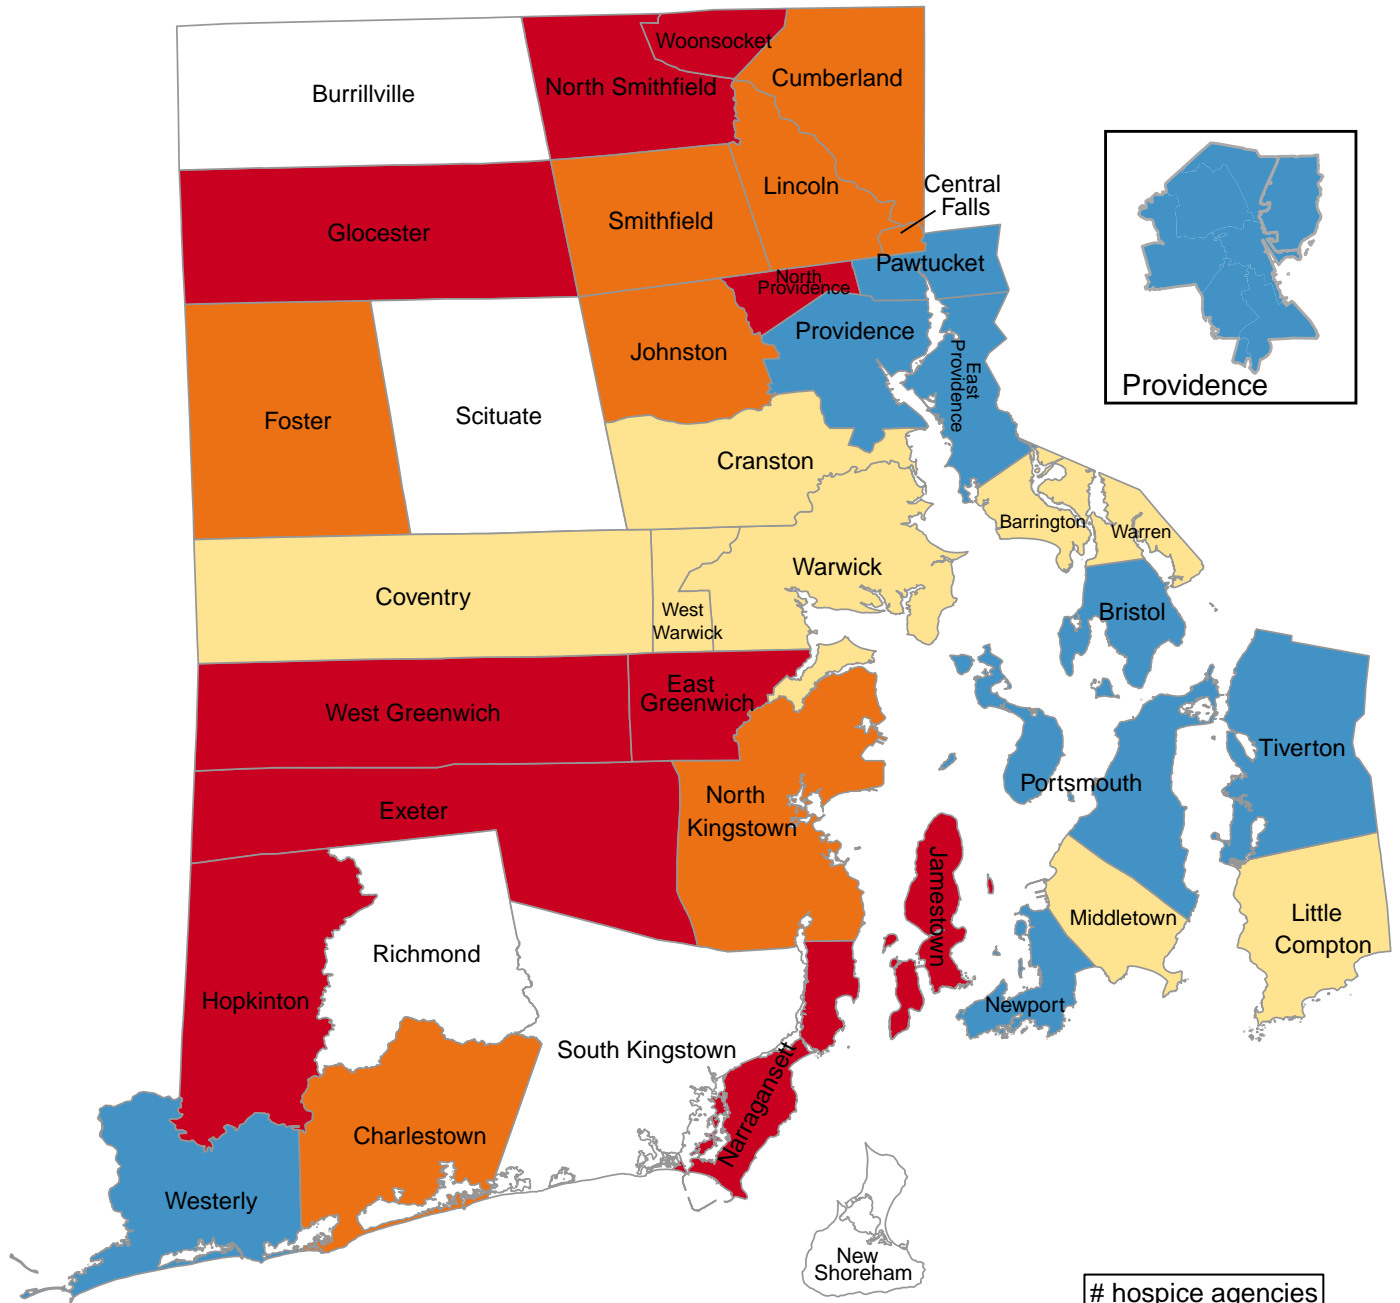 Woonsocket
Burrillville
North Smithfield
Cumberland
Central
Falls
Lincoln
Smithfield
Glocester
Pawtucket
North
Providence
Providence
Johnston
East
Providence
Providence
Foster
Scituate
Cranston
Barrington
Warren
Warwick
Coventry
West
Warwick
Bristol
East
Greenwich
West Greenwich
Tiverton
Portsmouth
North
Kingstown
Exeter
Jamestown
Middletown
Little
Compton
Richmond
Hopkinton
Newport
South Kingstown
Narragansett
Charlestown
Westerly
New
Shoreham
# hospice agencies